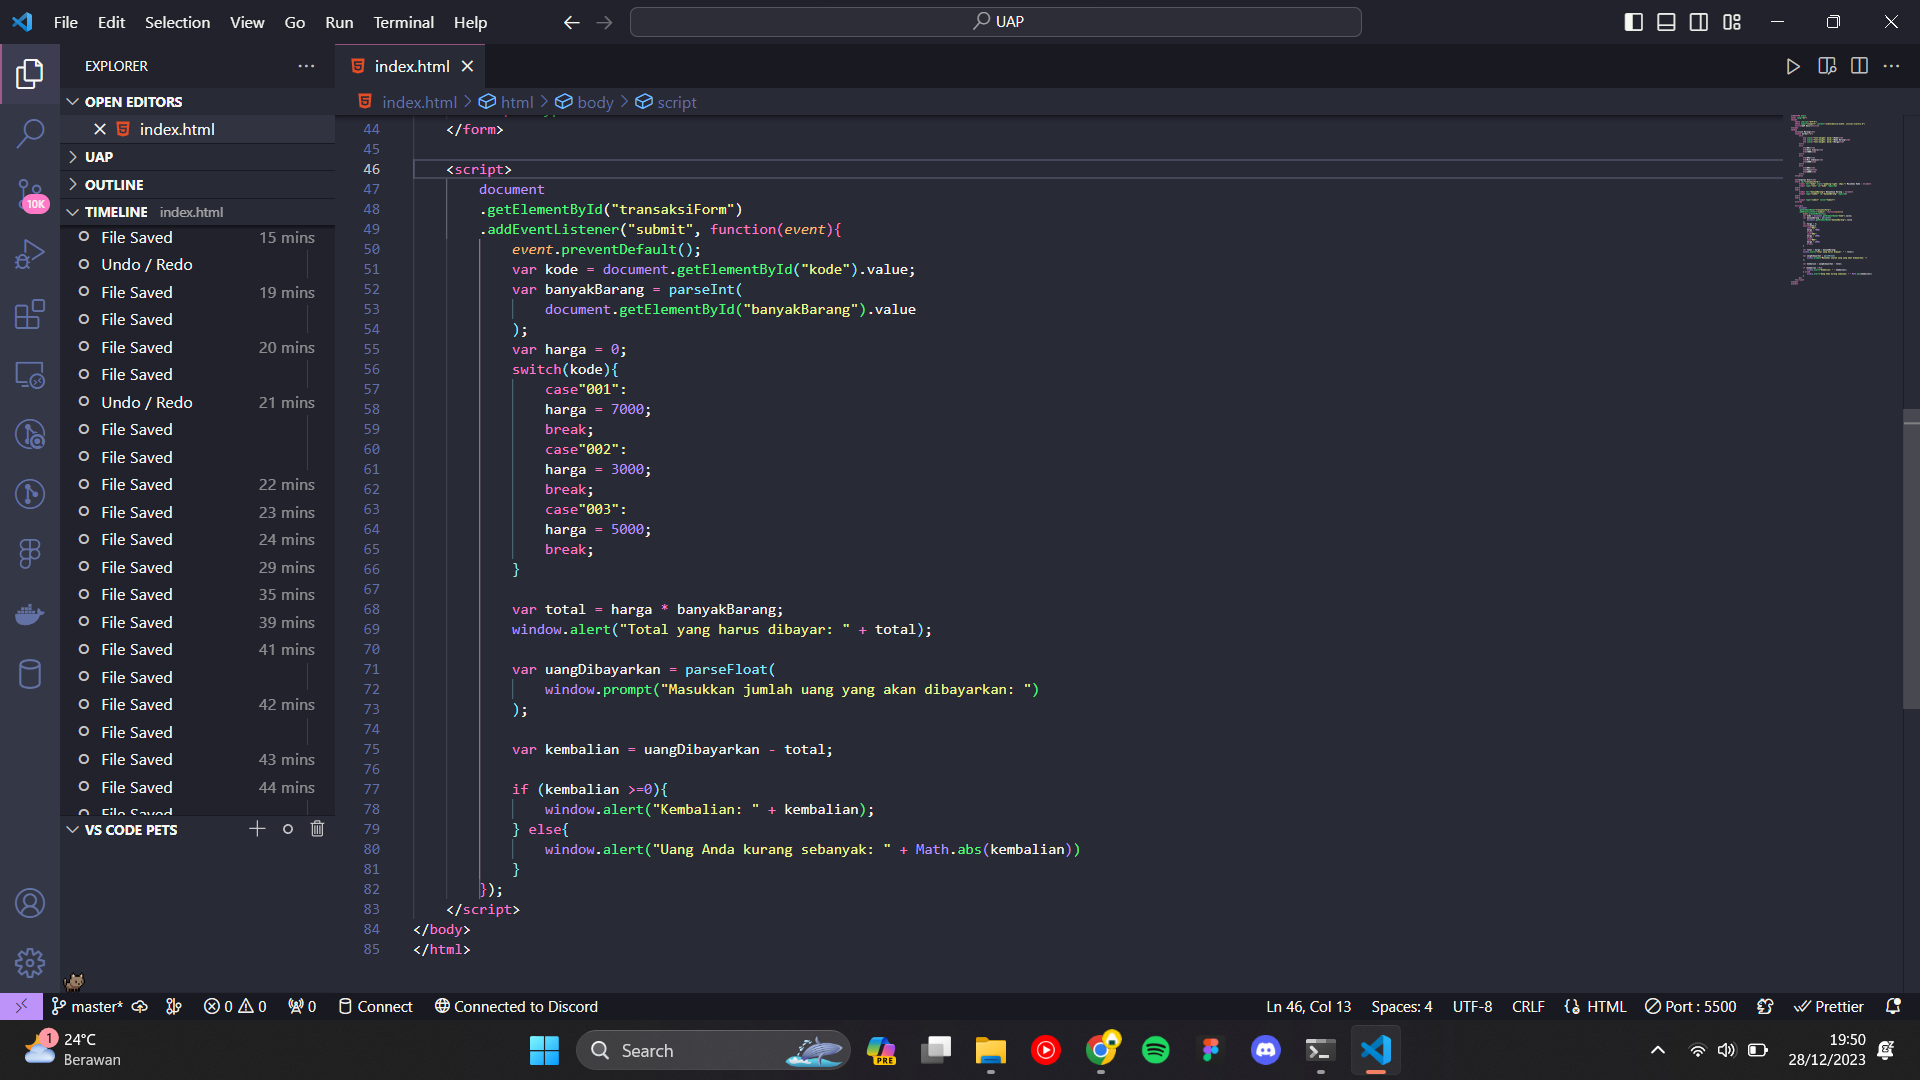 File Edit Selection View Go Run Terminal Help
UAP
EXPLORER
index.html
OPEN EDITORS
index.html
UAP
OUTLINE
TIMELINE index.html
File Saved 15 mins
Undo / Redo
File Saved 19 mins
File Saved
File Saved 20 mins
File Saved
Undo / Redo 21 mins
File Saved
File Saved
File Saved 22 mins
File Saved 23 mins
File Saved 24 mins
File Saved 29 mins
File Saved 35 mins
File Saved 39 mins
File Saved 41 mins
File Saved
File Saved 42 mins
File Saved
File Saved 43 mins
File Saved 44 mins
File Saved
VS CODE PETS
10K
index.html > html > body > script
44 </form>
45
46 <script>
47 document
48 .getElementById("transaksiForm")
49 .addEventListener("submit", function(event){
50 event.preventDefault();
51 var kode = document.getElementById("kode").value;
52 var banyakBarang = parseInt(
53 document.getElementById("banyakBarang").value
54 );
55 var harga = 0;
56 switch(kode){
57 case"001":
58 harga = 7000;
59 break;
60 case"002":
61 harga = 3000;
62 break;
63 case"003":
64 harga = 5000;
65 break;
66 }
67
68 var total = harga * banyakBarang;
69 window.alert("Total yang harus dibayar: " + total);
70
71 var uangDibayarkan = parseFloat(
72 window.prompt("Masukkan jumlah uang yang akan dibayarkan: ")
73 );
74
75 var kembalian = uangDibayarkan - total;
76
77 if (kembalian >=0){
78 window.alert("Kembalian: " + kembalian);
79 } else{
80 window.alert("Uang Anda kurang sebanyak: " + Math.abs(kembalian))
81 }
82 });
83 </script>
84 </body>
85 </html>
master* 0 0 0 Connect Connected to Discord
Ln 46, Col 13 Spaces: 4 UTF-8 CRLF HTML Port : 5500 Prettier
1
24°C
Berawan
Search
PRE
19:50
28/12/2023